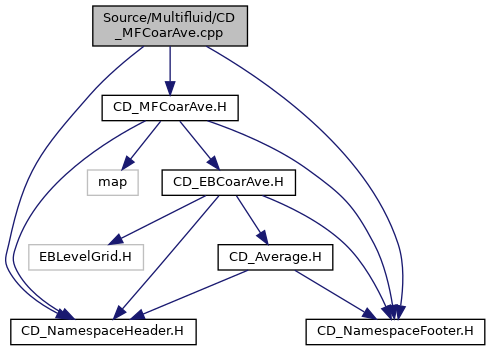 Source/Multifluid/CD
_MFCoarAve.cpp
CD_MFCoarAve.H
map
CD_EBCoarAve.H
EBLevelGrid.H
CD_Average.H
CD_NamespaceHeader.H
CD_NamespaceFooter.H